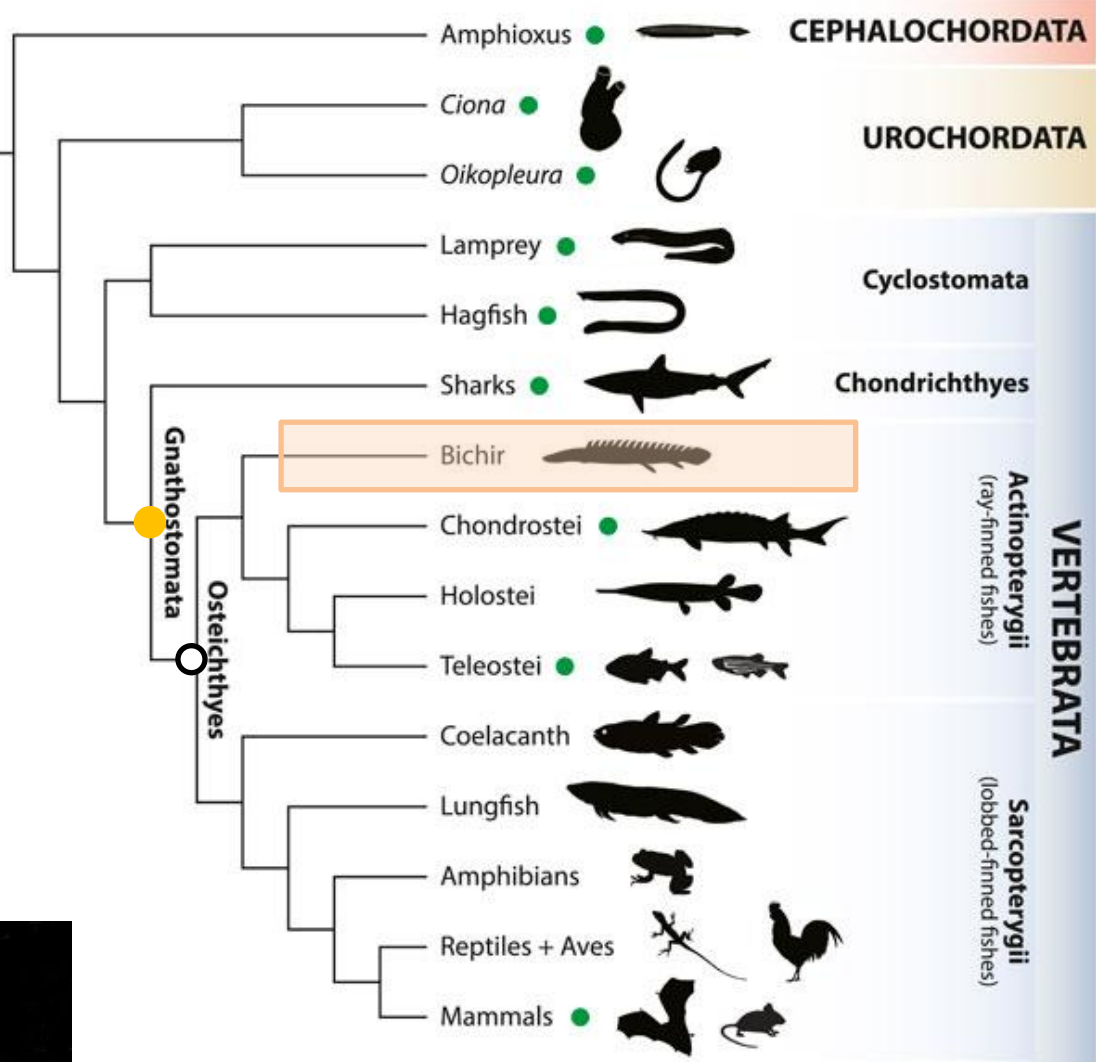 Amphioxus
CEPHALOCHORDATA
Ciona
UROCHORDATA
Oikopleura
Lamprey
Cyclostomata
Hagfish
Sharks
Chondrichthyes
Gnathostomata
Bichir
Chondrostei
Holostei
Teleostei
Actinopterygii
(ray-finned fishes)
VERTEBRATA
Osteichthyes
Coelacanth
Lungfish
Amphibians
Reptiles + Aves
Mammals
Sarcopterygii
(lobbed-finned fishes)